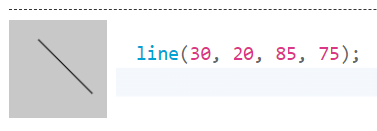 line(30, 20, 85, 75);